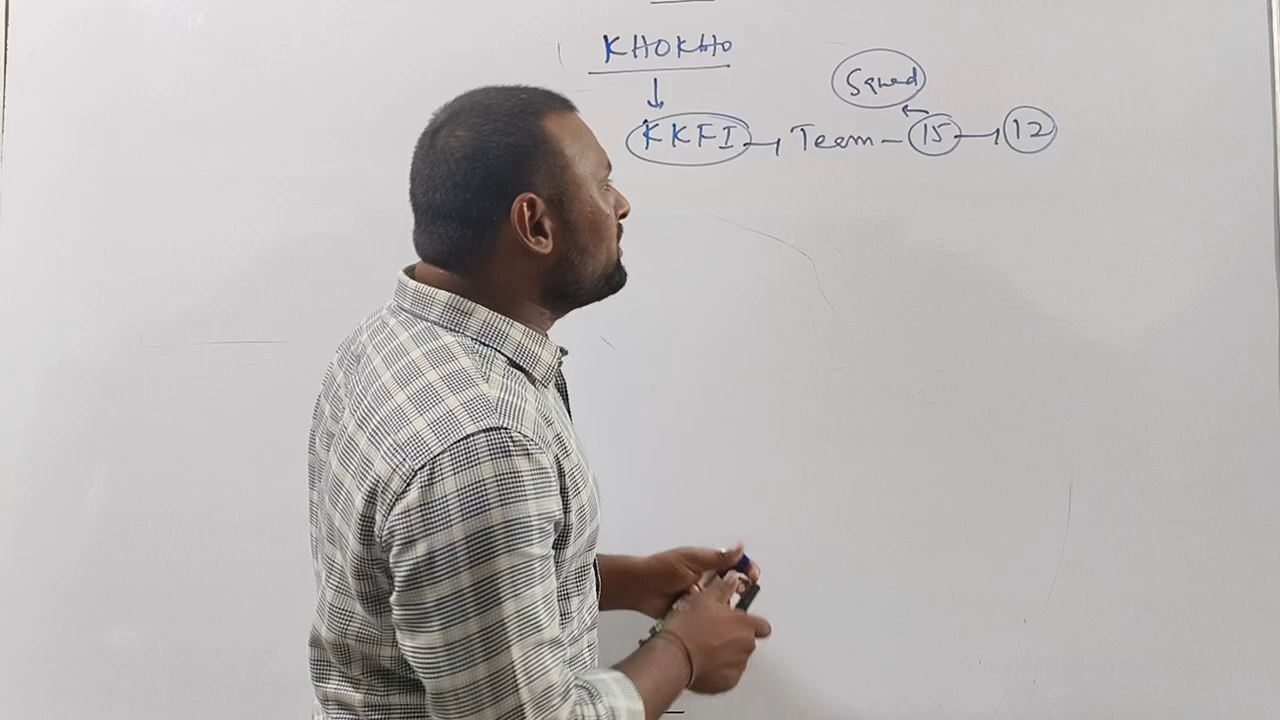 KHOKHO
Squad
KKFI → Team - 15 → 12